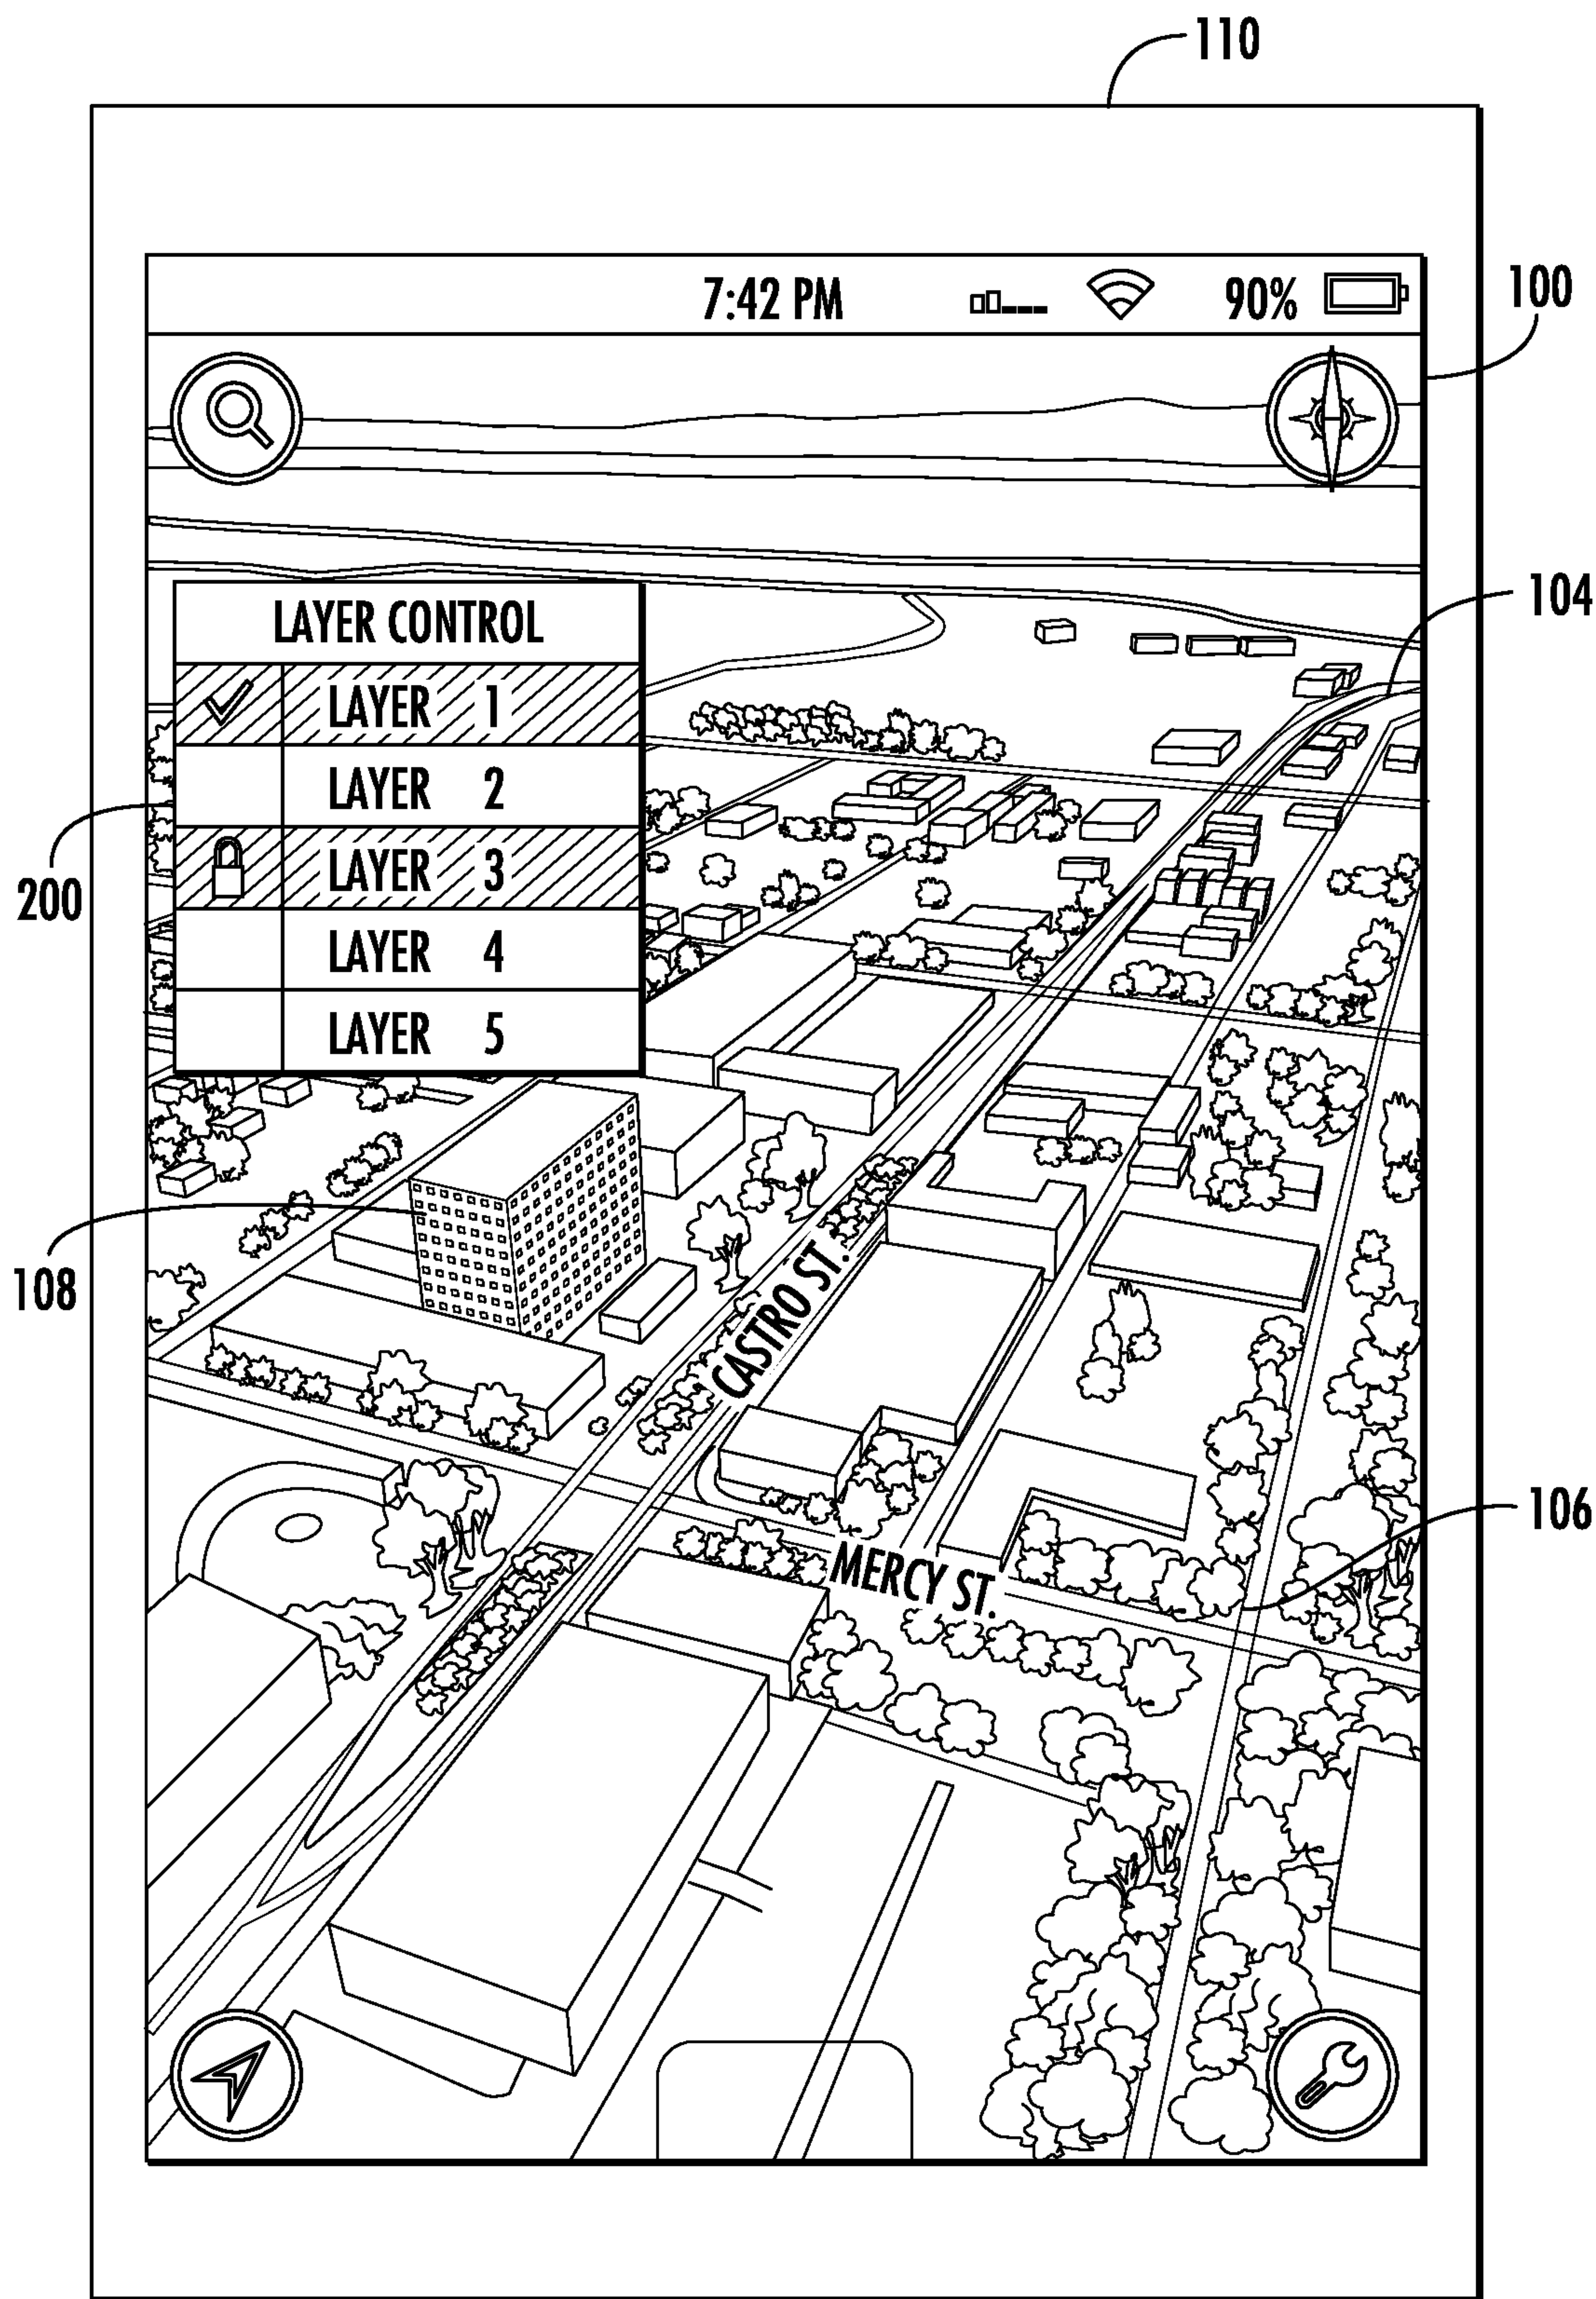 110
7:42 PM 90%
100
104
LAYER CONTROL
LAYER 1
LAYER 2
LAYER 3
LAYER 4
LAYER 5
200
108
CASTRO ST.
106
MERCY ST.